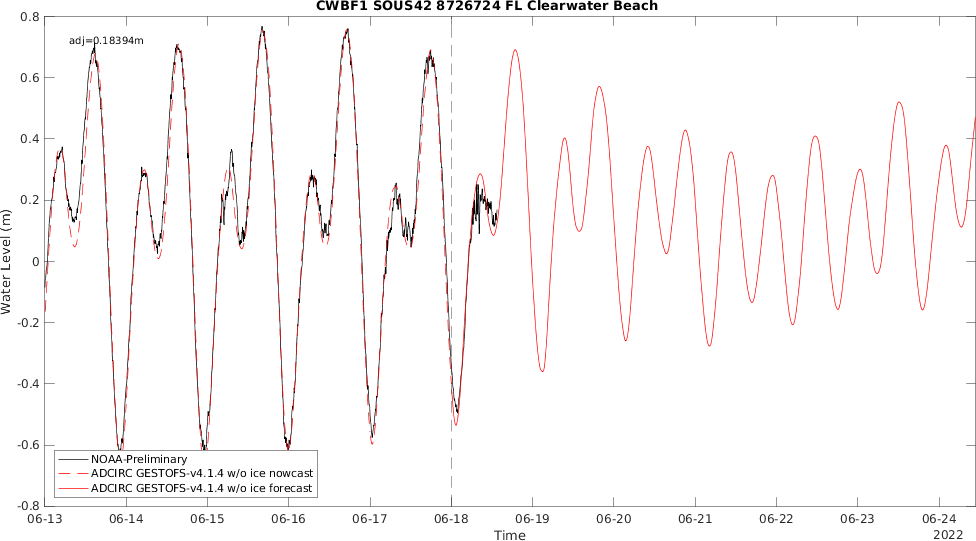 CWBF1 SOUS42 8726724 FL Clearwater Beach
adj=0.18394m
0.8
0.6
0.4
0.2
0
-0.2
-0.4
-0.6
-0.8
Water Level (m)
NOAA-Preliminary
ADCIRC GESTOFS-v4.1.4 w/o ice nowcast
ADCIRC GESTOFS-v4.1.4 w/o ice forecast
06-13 06-14 06-15 06-16 06-17 06-18 06-19 06-20 06-21 06-22 06-23 06-24
Time
2022